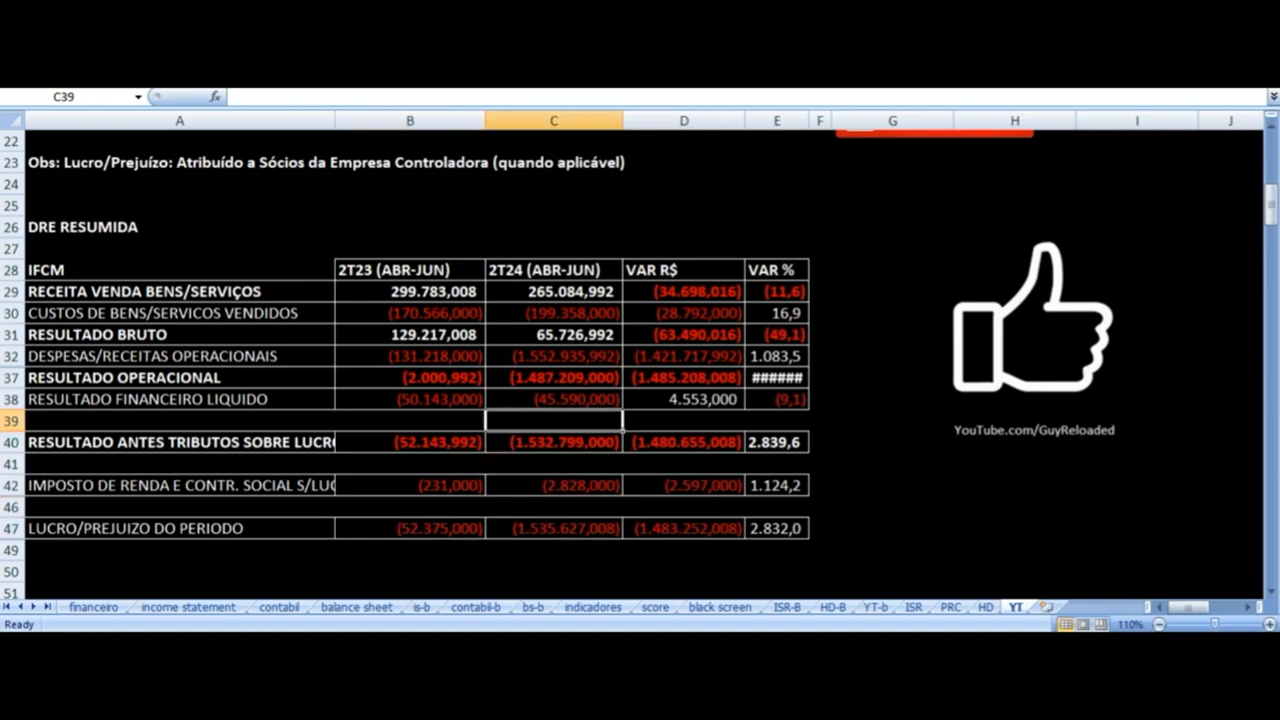 C39
fx
A B C D E F G H I J
22
23 Obs: Lucro/Prejuízo: Atribuído a Sócios da Empresa Controladora (quando aplicável)
24
25
26 DRE RESUMIDA
27
28 IFCM 2T23 (ABR-JUN) 2T24 (ABR-JUN) VAR R$ VAR %
29 RECEITA VENDA BENS/SERVIÇOS 299.783,008 265.084,992 (34.698,016) (11,6)
30 CUSTOS DE BENS/SERVICOS VENDIDOS (170.566,000) (199.358,000) (28.792,000) 16,9
31 RESULTADO BRUTO 129.217,008 65.726,992 (63.490,016) (49,1)
32 DESPESAS/RECEITAS OPERACIONAIS (131.218,000) (1.552.935,992) (1.421.717,992) 1.083,5
37 RESULTADO OPERACIONAL (2.000,992) (1.487.209,000) (1.485.208,008) ######
38 RESULTADO FINANCEIRO LIQUIDO (50.143,000) (45.590,000) 4.553,000 (9,1)
39
40 RESULTADO ANTES TRIBUTOS SOBRE LUCRO (52.143,992) (1.532.799,000) (1.480.655,008) 2.839,6
41
42 IMPOSTO DE RENDA E CONTR. SOCIAL S/LUC (231,000) (2.828,000) (2.597,000) 1.124,2
46
47 LUCRO/PREJUIZO DO PERIODO (52.375,000) (1.535.627,008) (1.483.252,008) 2.832,0
49
50
51
YouTube.com/GuyReloaded
financeiro income statement contabil balance sheet is-b contabil-b bs-b indicadores score black screen ISR-B HD-B YT-b ISR PRC HD YT
Ready 110%